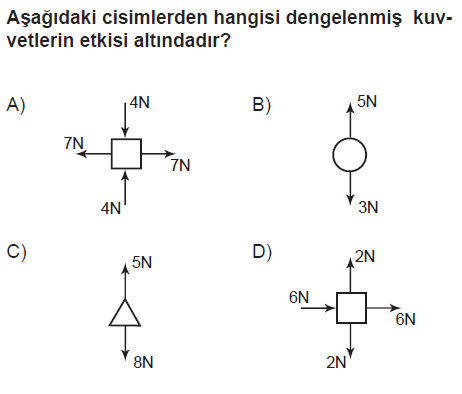 Aşağıdaki cisimlerden hangisi dengelenmiş kuv-
vetlerin etkisi altındadır?
A)
4N
7N
7N
4N
B)
5N
3N
C)
5N
8N
D)
2N
6N
6N
2N